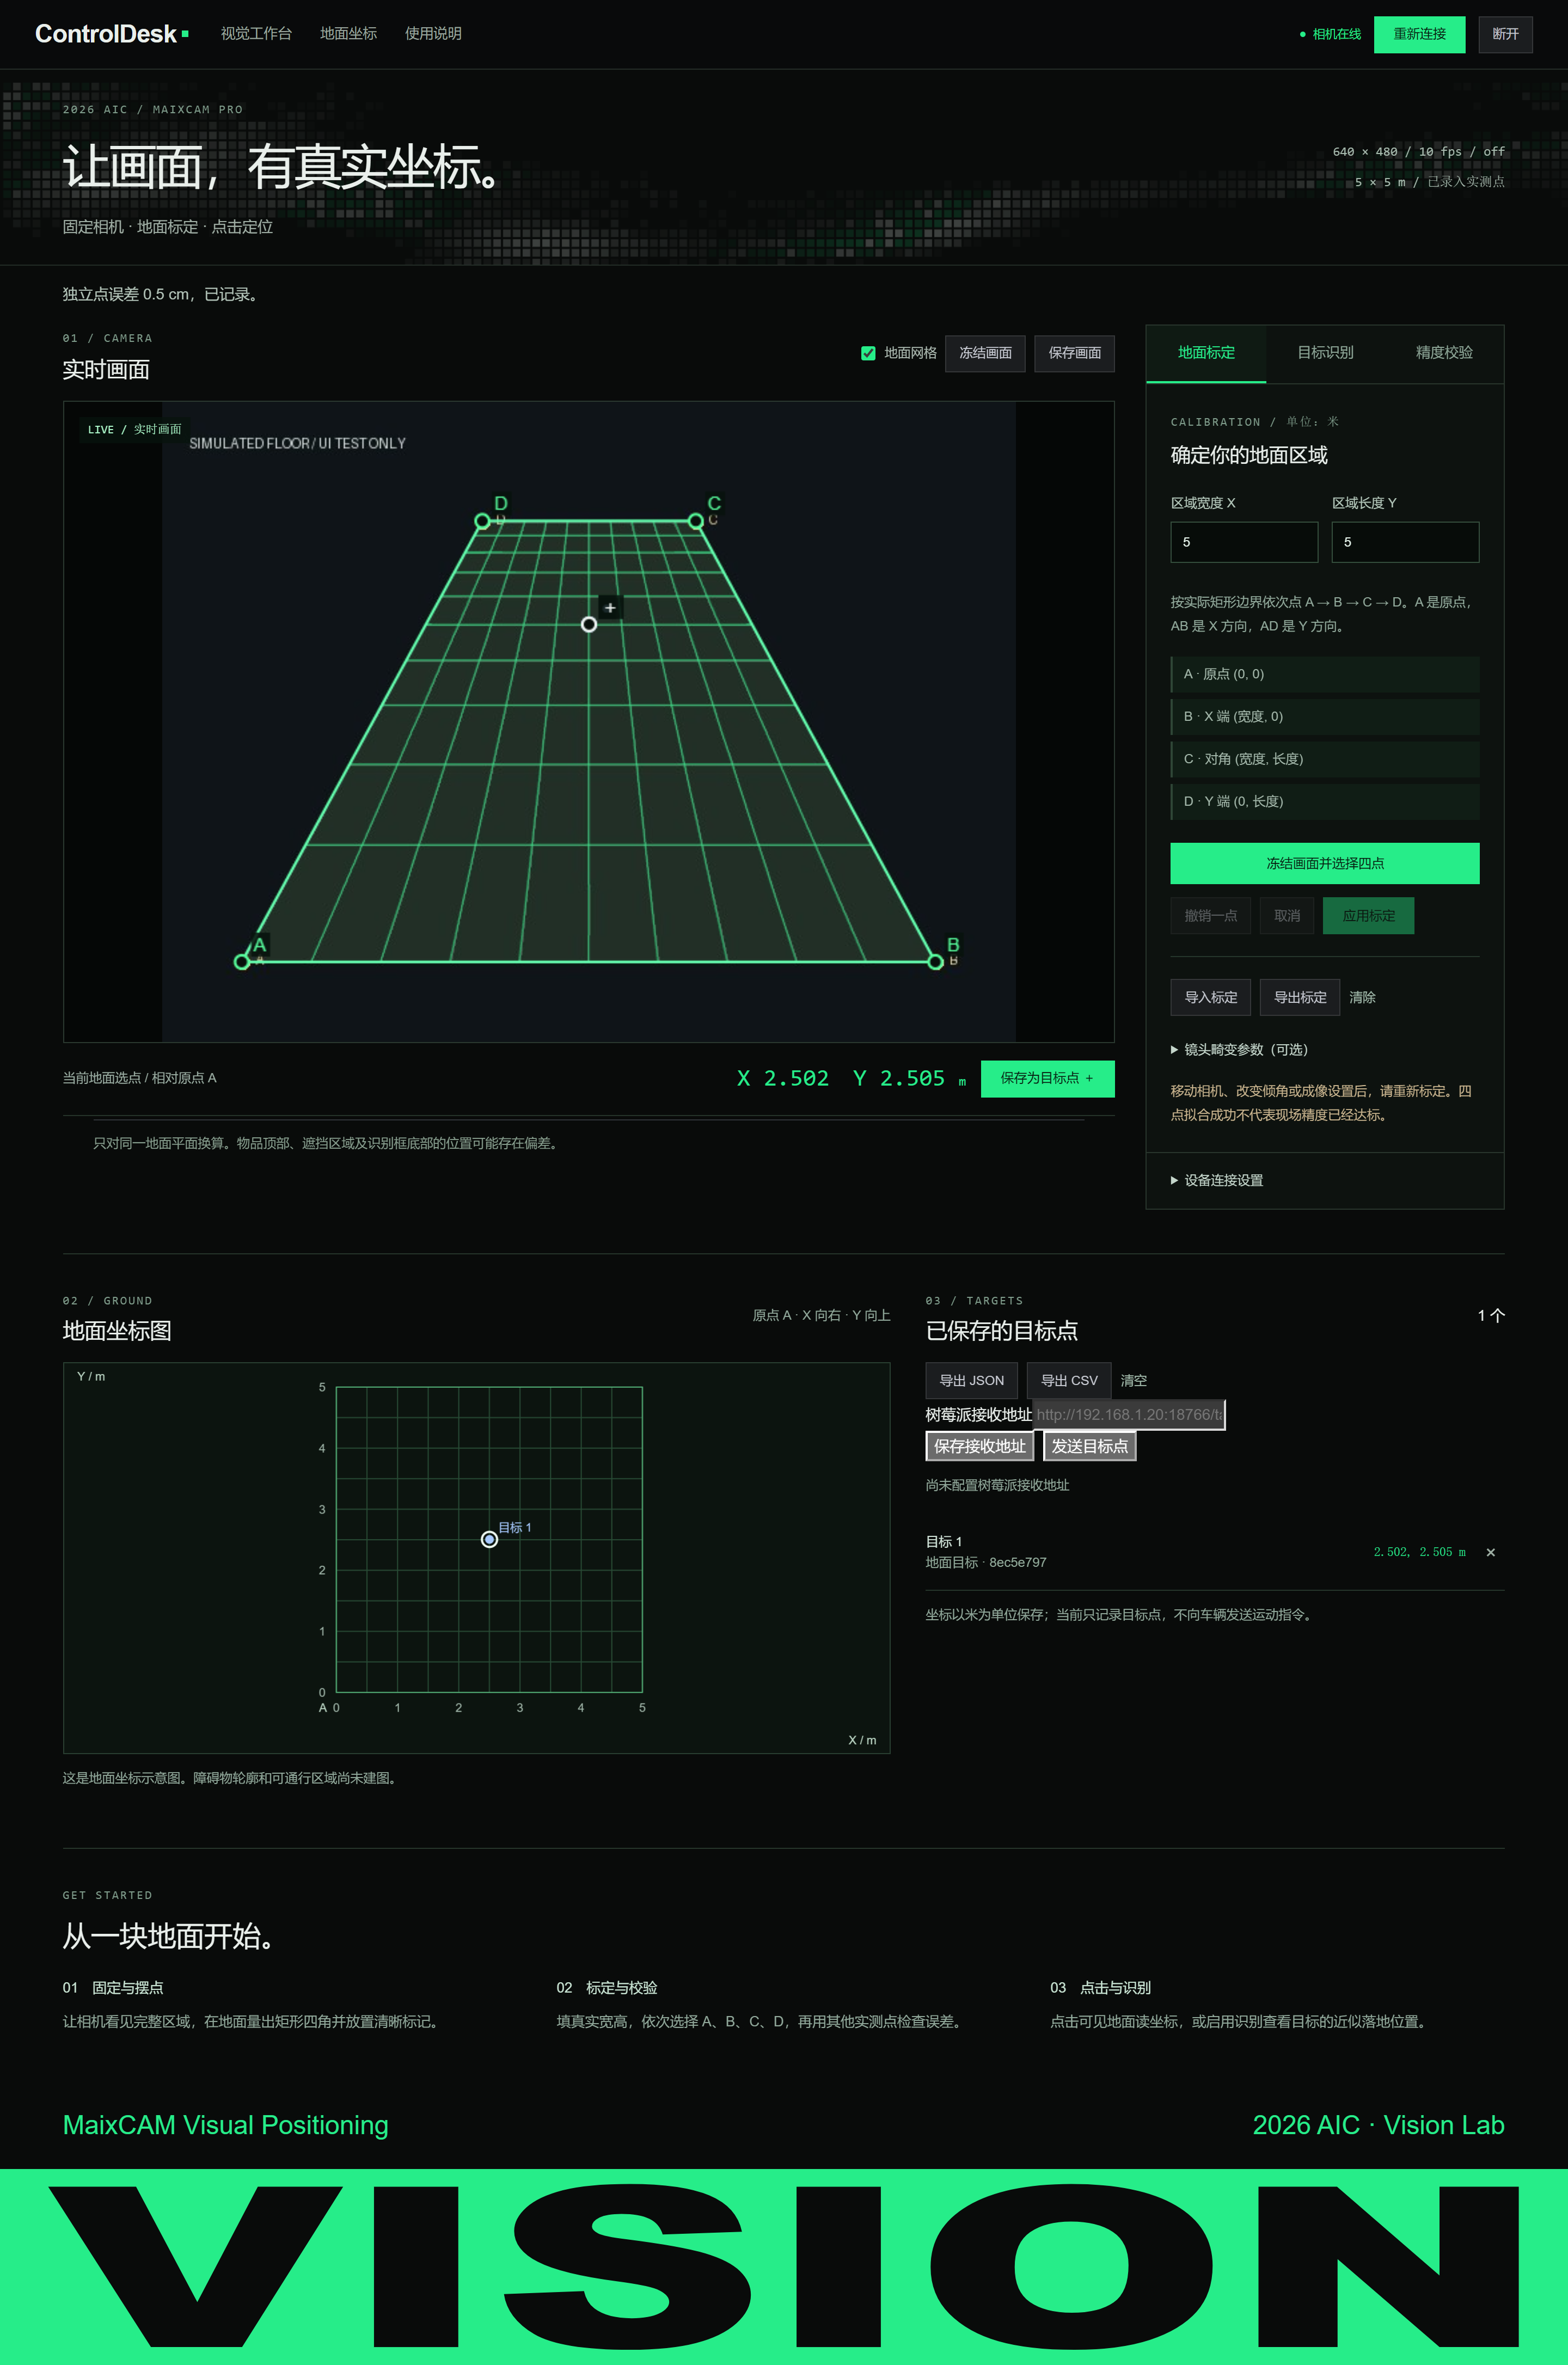 ControlDesk
视觉工作台
地面坐标
使用说明
相机在线
重新连接
断开
2026 AIC / MAIXCAM PRO
让画面，有真实坐标。
固定相机 · 地面标定 · 点击定位
640 × 480 / 10 fps / off
5 × 5 m / 已录入实测点
独立点误差 0.5 cm，已记录。
01 / CAMERA
实时画面
地面网格
冻结画面
保存画面
LIVE / 实时画面
SIMULATED FLOOR / UI TEST ONLY
D
D
C
C
+
A
A
B
B
当前地面选点 / 相对原点 A
X 2.502 Y 2.505 m
保存为目标点 +
只对同一地面平面换算。物品顶部、遮挡区域及识别框底部的位置可能存在偏差。
地面标定
目标识别
精度校验
CALIBRATION / 单位：米
确定你的地面区域
区域宽度 X
区域长度 Y
5
5
按实际矩形边界依次点 A → B → C → D。A 是原点，
AB 是 X 方向，AD 是 Y 方向。
A · 原点 (0, 0)
B · X 端 (宽度, 0)
C · 对角 (宽度, 长度)
D · Y 端 (0, 长度)
冻结画面并选择四点
撤销一点
取消
应用标定
导入标定
导出标定
清除
▶ 镜头畸变参数（可选）
移动相机、改变倾角或成像设置后，请重新标定。四
点拟合成功不代表现场精度已经达标。
▶ 设备连接设置
02 / GROUND
地面坐标图
原点 A · X 向右 · Y 向上
Y / m
5
4
3
2
1
0
目标 1
A 0 1 2 3 4 5
X / m
这是地面坐标示意图。障碍物轮廓和可通行区域尚未建图。
03 / TARGETS
已保存的目标点
1 个
导出 JSON
导出 CSV
清空
树莓派接收地址
http://192.168.1.20:18766/ta
保存接收地址
发送目标点
尚未配置树莓派接收地址
目标 1
地面目标 · 8ec5e797
2.502, 2.505 m
×
坐标以米为单位保存；当前只记录目标点，不向车辆发送运动指令。
GET STARTED
从一块地面开始。
01 固定与摆点
让相机看见完整区域，在地面量出矩形四角并放置清晰标记。
02 标定与校验
填真实宽高，依次选择 A、B、C、D，再用其他实测点检查误差。
03 点击与识别
点击可见地面读坐标，或启用识别查看目标的近似落地位置。
MaixCAM Visual Positioning
2026 AIC · Vision Lab
VISION